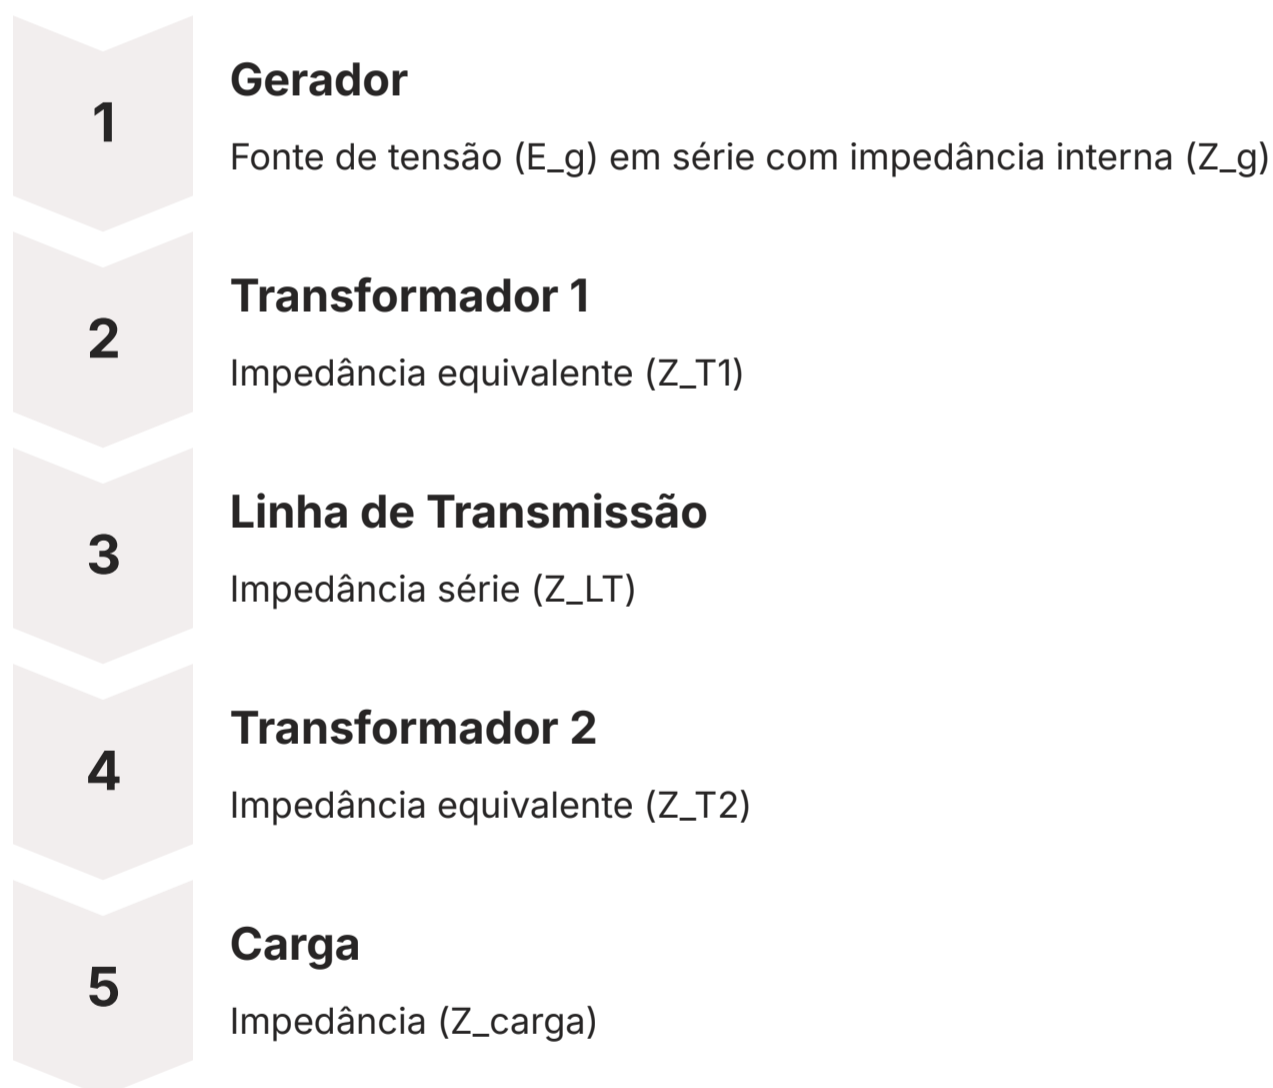 1
Gerador
Fonte de tensão (E_g) em série com impedância interna (Z_g)
2
Transformador 1
Impedância equivalente (Z_T1)
3
Linha de Transmissão
Impedância série (Z_LT)
4
Transformador 2
Impedância equivalente (Z_T2)
5
Carga
Impedância (Z_carga)